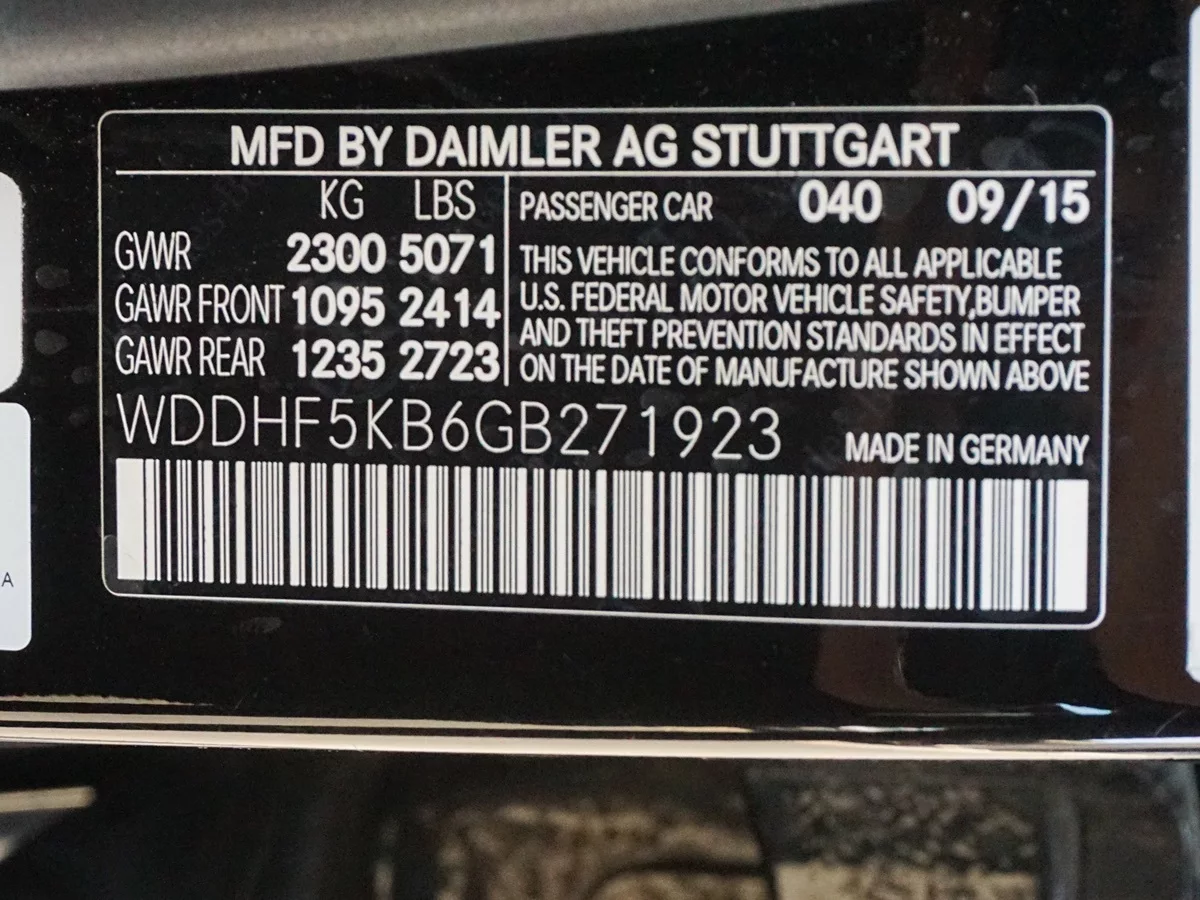 MFD BY DAIMLER AG STUTTGART
KG LBS
GVWR 2300 5071
GAWR FRONT 1095 2414
GAWR REAR 1235 2723
PASSENGER CAR 040 09/15
THIS VEHICLE CONFORMS TO ALL APPLICABLE
U.S. FEDERAL MOTOR VEHICLE SAFETY,BUMPER
AND THEFT PREVENTION STANDARDS IN EFFECT
ON THE DATE OF MANUFACTURE SHOWN ABOVE
WDDHF5KB6GB271923
MADE IN GERMANY
A